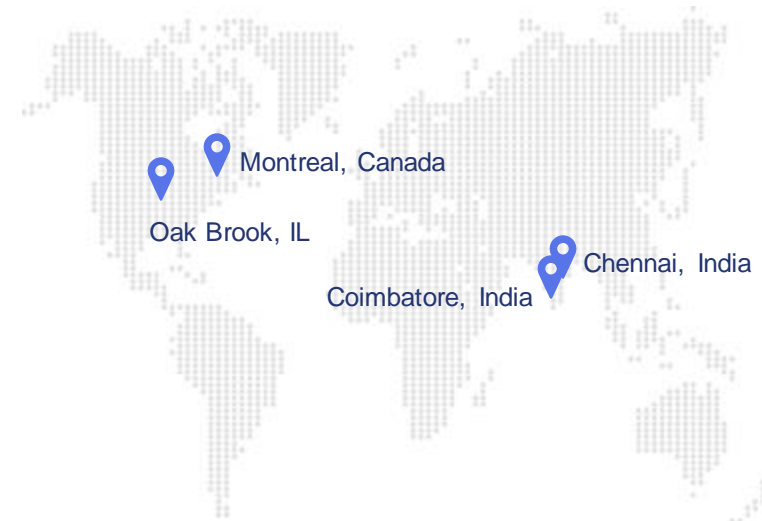 Montreal, Canada
Oak Brook, IL
Chennai, India
Coimbatore, India